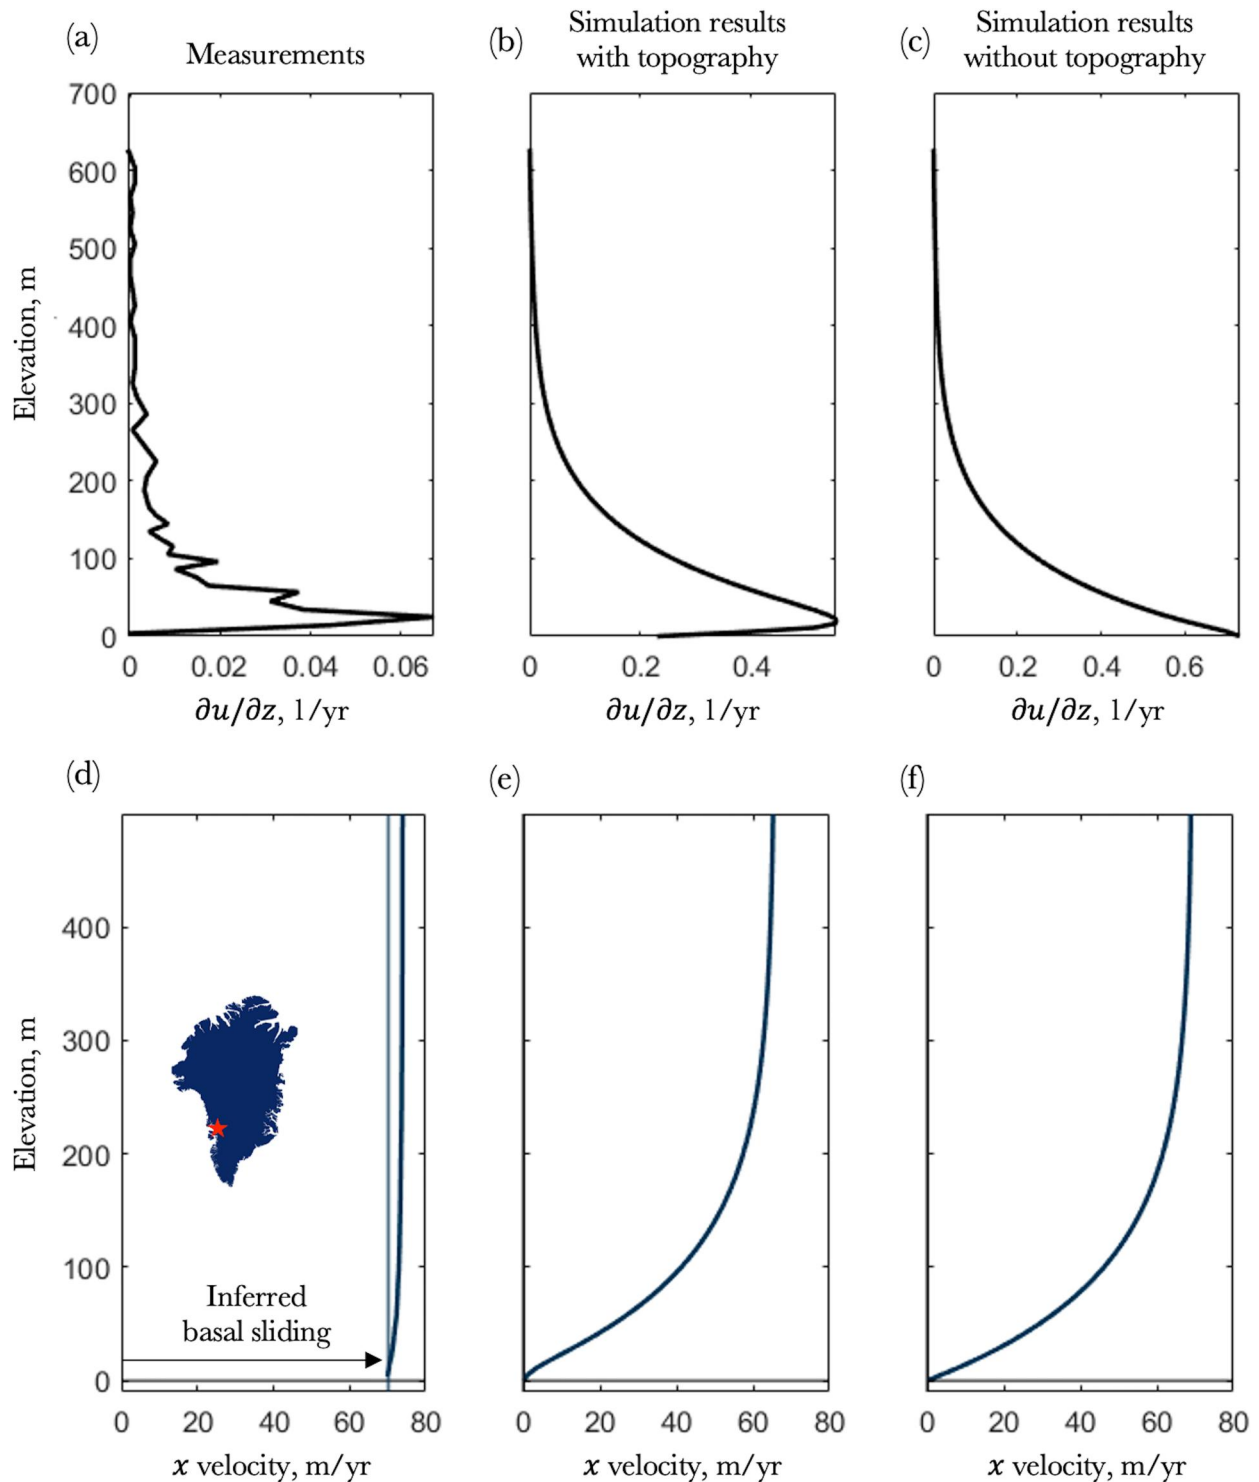 (a)
Measurements
(b)
Simulation results
with topography
(c)
Simulation results
without topography
Elevation, m
700
600
500
400
300
200
100
0
0 0.02 0.04 0.06
∂u/∂z, 1/yr
0 0.2 0.4
∂u/∂z, 1/yr
0 0.2 0.4 0.6
∂u/∂z, 1/yr
(d)
(e)
(f)
Elevation, m
400
300
200
100
0
Inferred
basal sliding
0 20 40 60 80
x velocity, m/yr
0 20 40 60 80
x velocity, m/yr
0 20 40 60 80
x velocity, m/yr